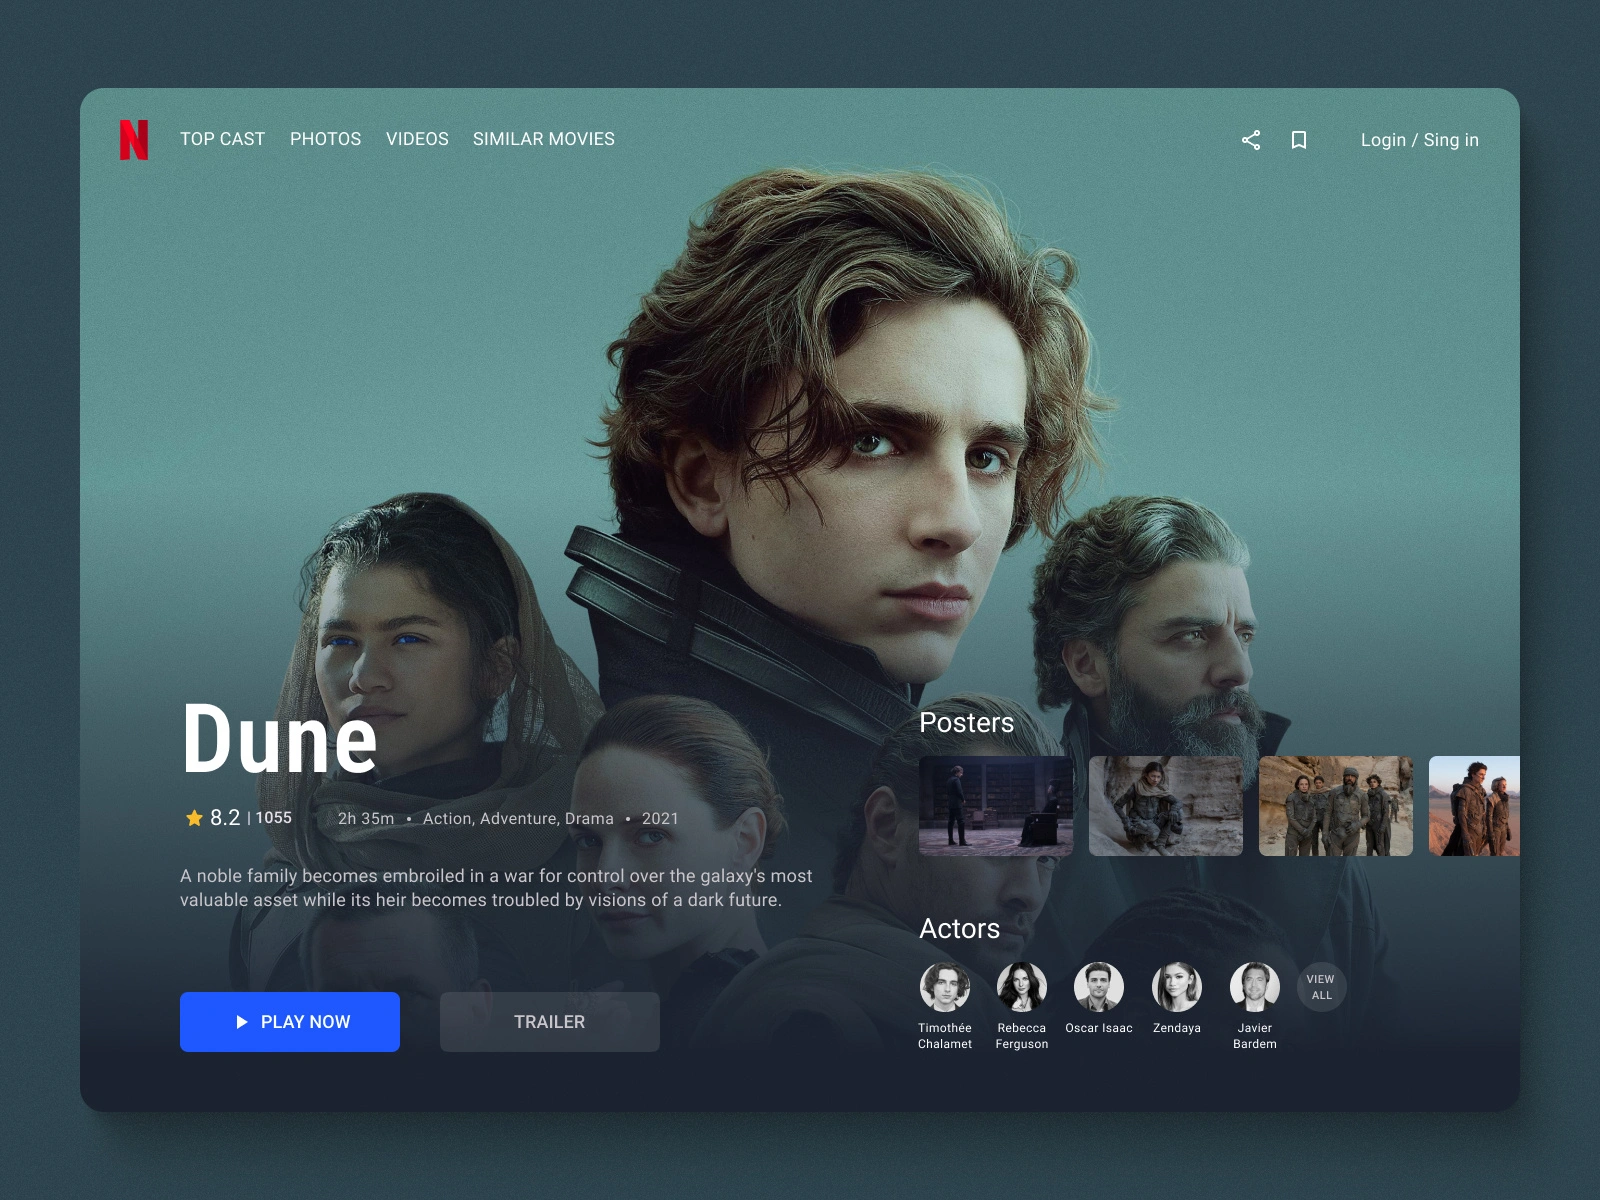 N
TOP CAST PHOTOS VIDEOS SIMILAR MOVIES
Login / Sing in
Dune
8.2 | 1055 2h 35m • Action, Adventure, Drama • 2021
A noble family becomes embroiled in a war for control over the galaxy's most
valuable asset while its heir becomes troubled by visions of a dark future.
PLAY NOW
TRAILER
Posters
Actors
Timothée
Chalamet
Rebecca
Ferguson
Oscar Isaac
Zendaya
Javier
Bardem
VIEW
ALL